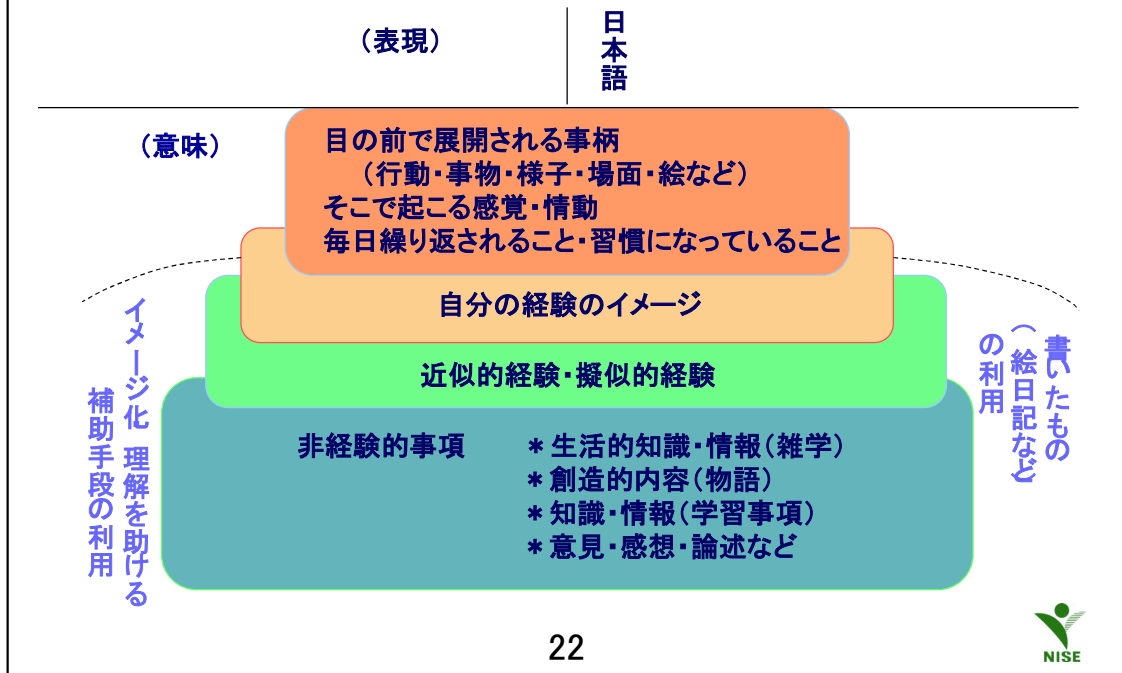 （表現）
日本語
（意味）
目の前で展開される事柄
（行動・事物・様子・場面・絵など）
そこで起こる感覚・情動
毎日繰り返されること・習慣になっていること
自分の経験のイメージ
近似的経験・擬似的経験
非経験的事項
＊生活的知識・情報（雑学）
＊創造的内容（物語）
＊知識・情報（学習事項）
＊意見・感想・論述など
イメージ化 理解を助ける
補助手段の利用
書いたもの
（絵日記など）
の利用
22
NISE